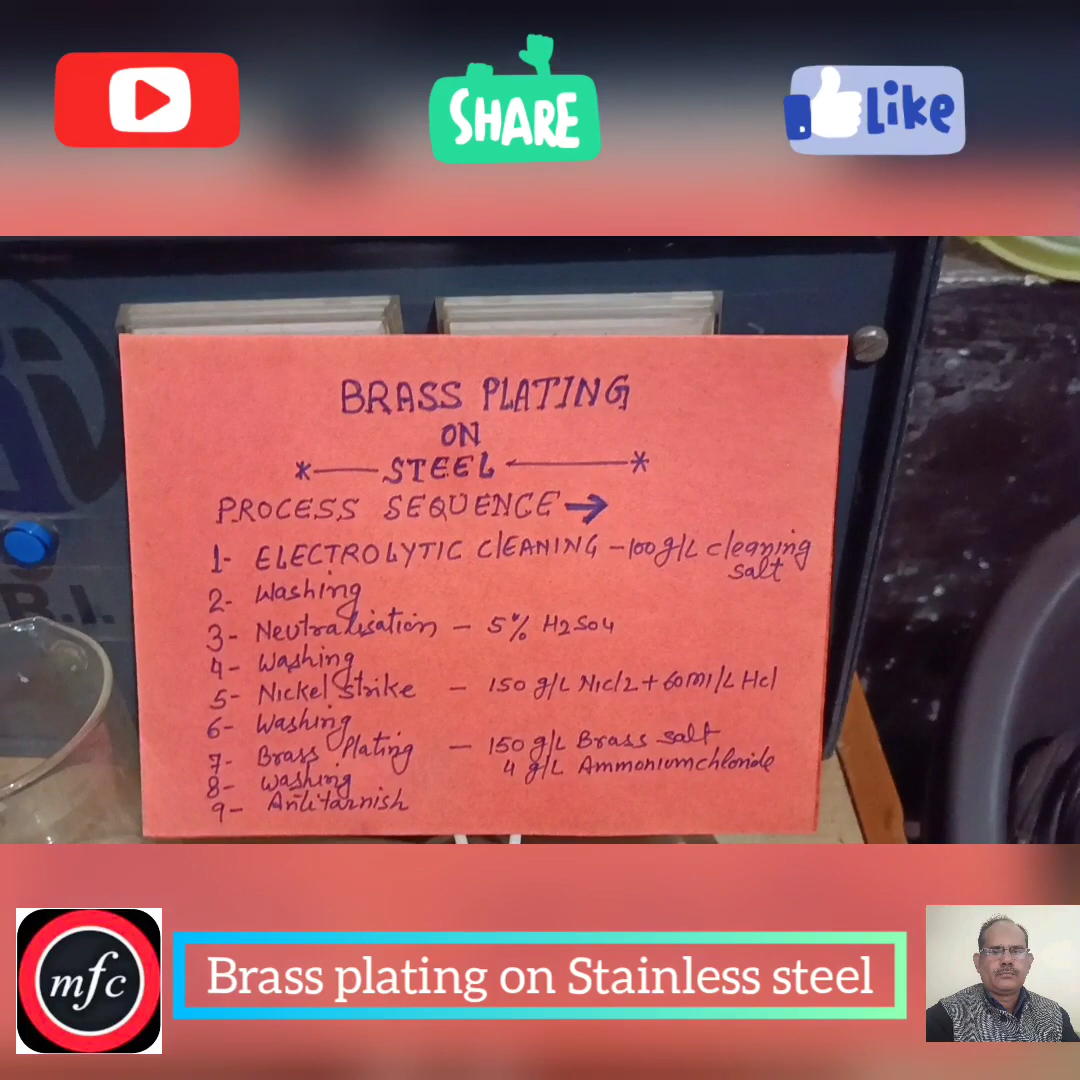 SHARE
Like
BRASS PLATING
ON
*—— STEEL ——*
PROCESS SEQUENCE →
1- ELECTROLYTIC ClEANING - 100 g/L cleaning
salt
2- Washing
3- Neutralisation - 5% H2SO4
4- Washing
5- Nickel Strike - 150 g/L Nicl2 + 60ml/L Hcl
6- Washing
7- Brass Plating - 150 g/L Brass salt
4 g/L Ammoniumchloride
8- Washing
9- Antitarnish
mfc
Brass plating on Stainless steel